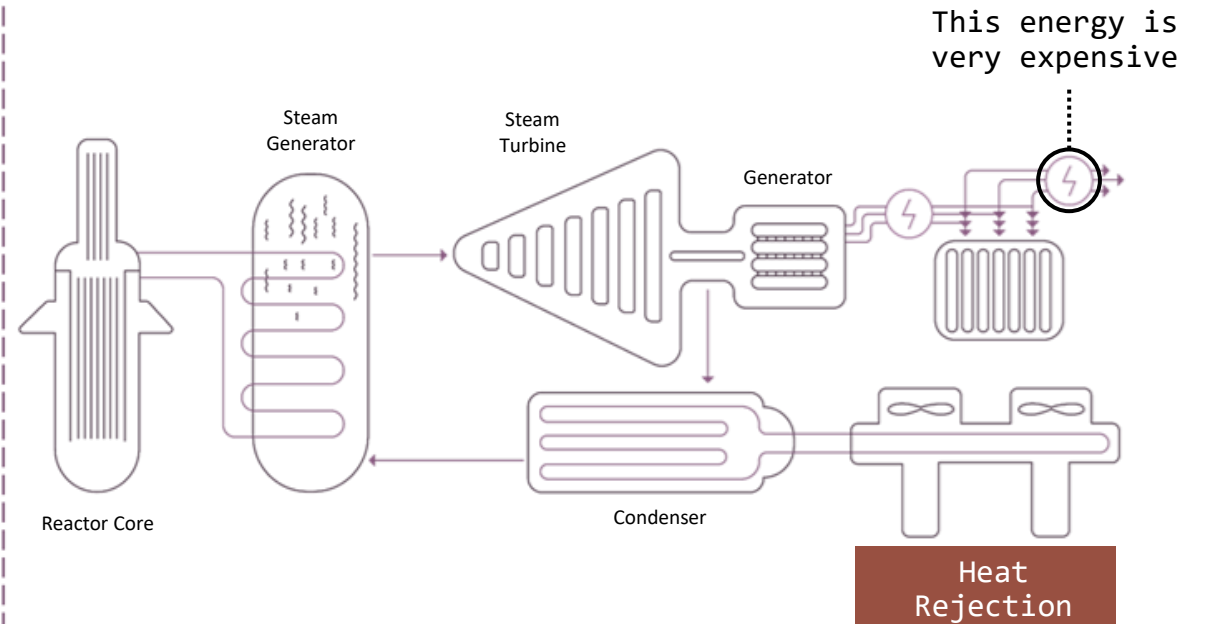 This energy is
very expensive
Steam
Generator
Steam
Turbine
Generator
Reactor Core
Condenser
Heat
Rejection